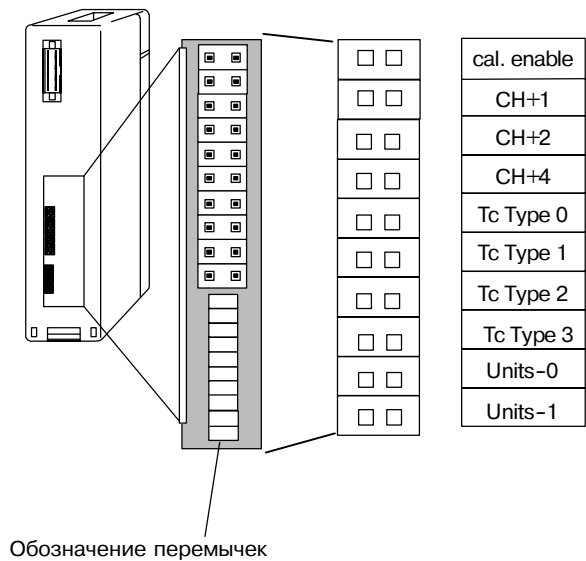 cal. enable
CH+1
CH+2
CH+4
Tc Type 0
Tc Type 1
Tc Type 2
Tc Type 3
Units-0
Units-1
Обозначение перемычек